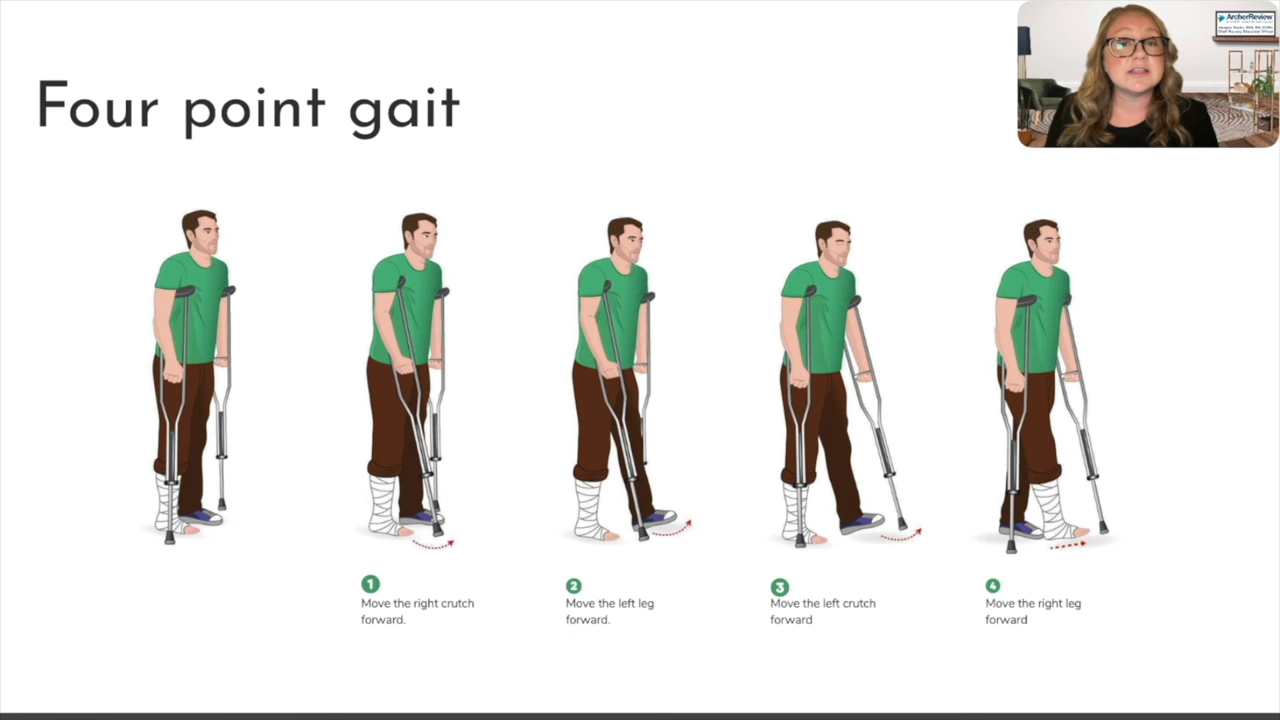 Four point gait
ArcherReview
1
Move the right crutch
forward.
2
Move the left leg
forward.
3
Move the left crutch
forward
4
Move the right leg
forward